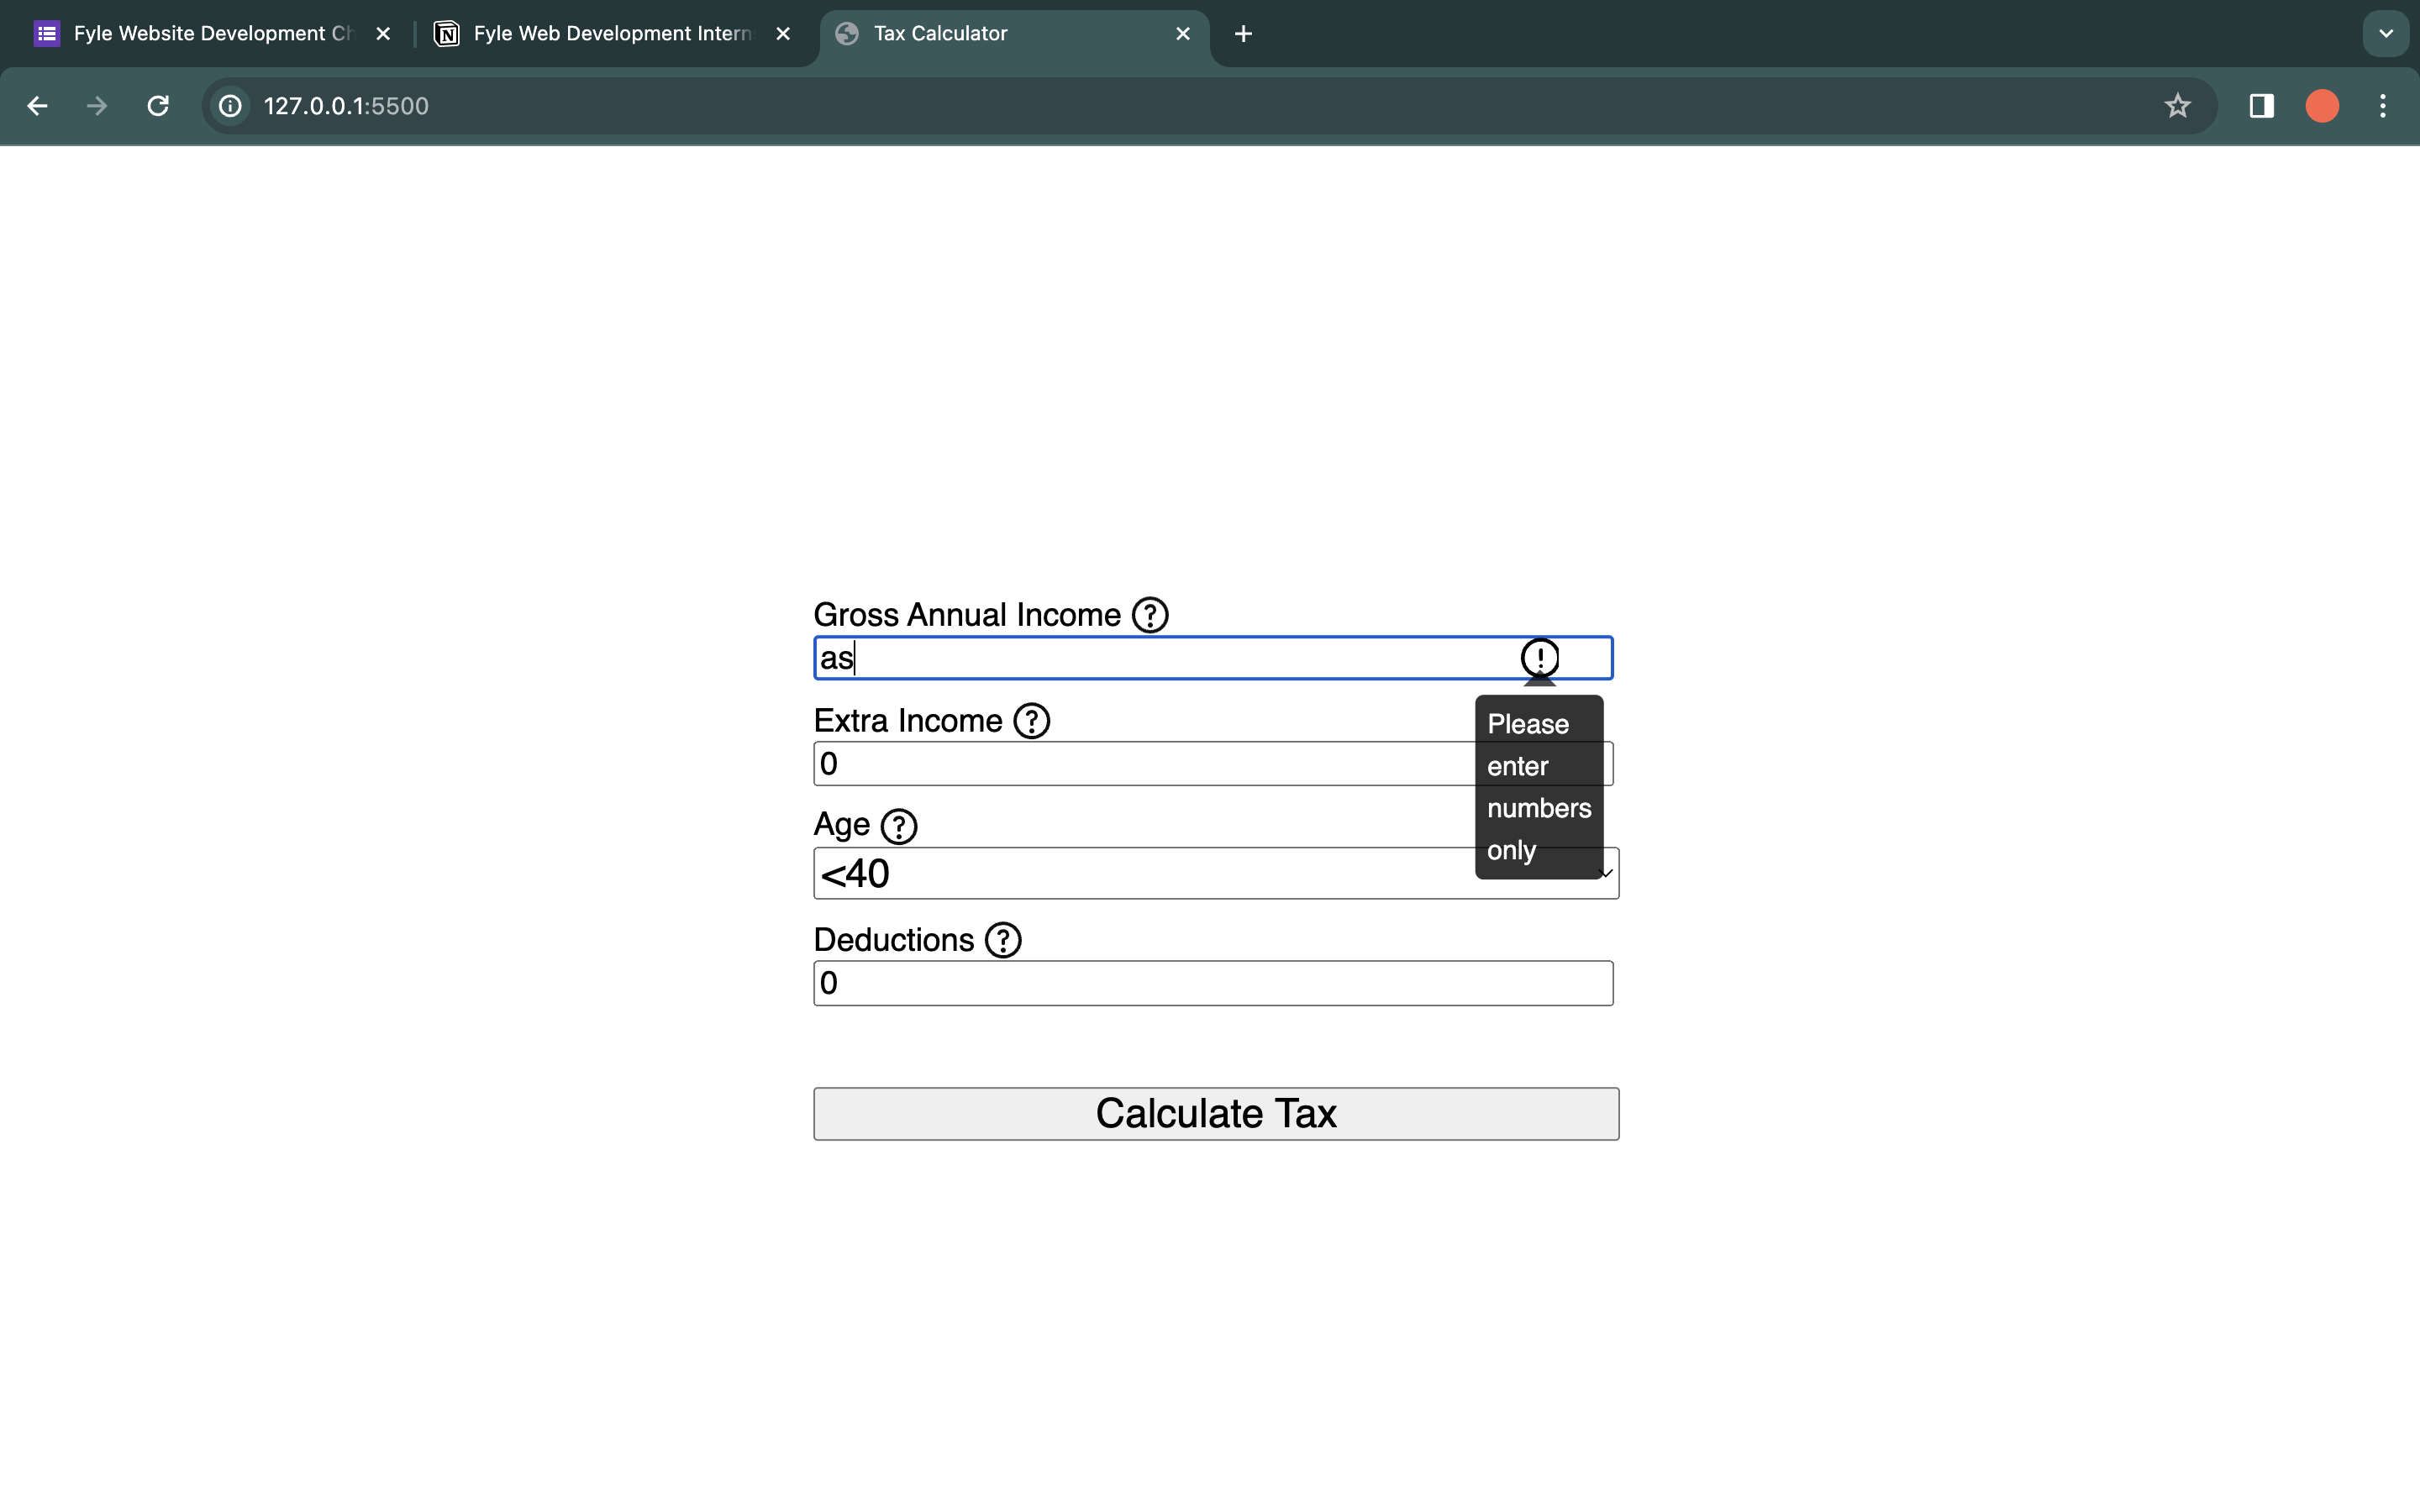 Fyle Website Development Ch
Fyle Web Development Intern
Tax Calculator
127.0.0.1:5500
Gross Annual Income ?
as
!
Please
enter
numbers
only
Extra Income ?
0
Age ?
<40
Deductions ?
0
Calculate Tax